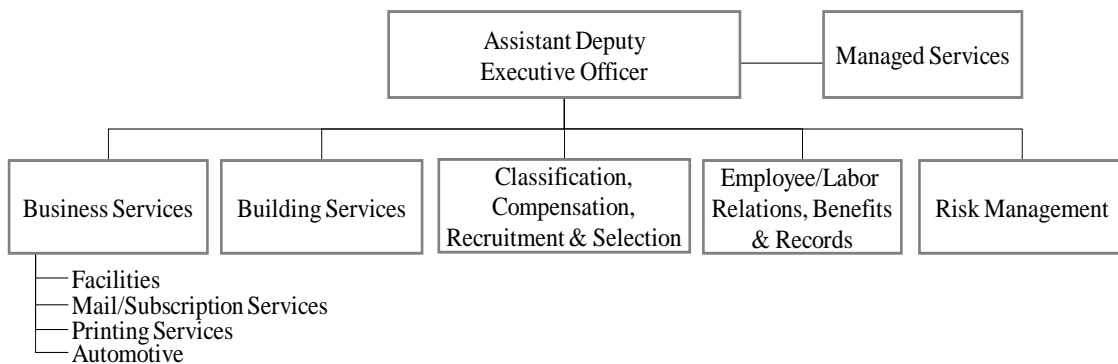 Assistant Deputy
Executive Officer
Managed Services
Business Services
Building Services
Classification,
Compensation,
Recruitment & Selection
Employee/Labor
Relations, Benefits
& Records
Risk Management
Facilities
Mail/Subscription Services
Printing Services
Automotive